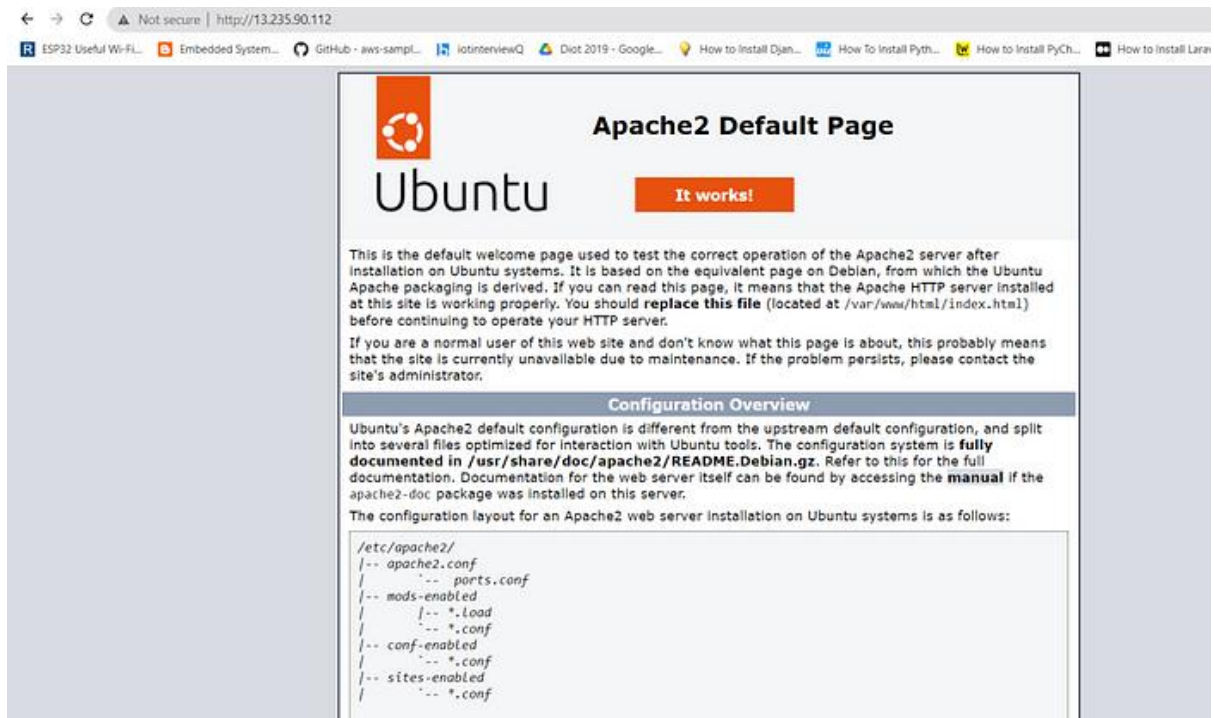 Not secure | http://13.235.90.112
ESP32 Useful Wi-Fi... Embedded System... GitHub - aws-sampl... iotinterviewQ Diot 2019 - Google... How to Install Djan... How To Install Pyth... How to Install PyCh... How to Install Larav
Apache2 Default Page
Ubuntu
It works!
This is the default welcome page used to test the correct operation of the Apache2 server after
installation on Ubuntu systems. It is based on the equivalent page on Debian, from which the Ubuntu
Apache packaging is derived. If you can read this page, it means that the Apache HTTP server installed
at this site is working properly. You should replace this file (located at /var/www/html/index.html)
before continuing to operate your HTTP server.
If you are a normal user of this web site and don't know what this page is about, this probably means
that the site is currently unavailable due to maintenance. If the problem persists, please contact the
site's administrator.
Configuration Overview
Ubuntu's Apache2 default configuration is different from the upstream default configuration, and split
into several files optimized for interaction with Ubuntu tools. The configuration system is fully
documented in /usr/share/doc/apache2/README.Debian.gz. Refer to this for the full
documentation. Documentation for the web server itself can be found by accessing the manual if the
apache2-doc package was installed on this server.
The configuration layout for an Apache2 web server installation on Ubuntu systems is as follows:
/etc/apache2/
|-- apache2.conf
|       `--  ports.conf
|-- mods-enabled
|       |-- *.load
|       `-- *.conf
|-- conf-enabled
|       `-- *.conf
|-- sites-enabled
|       `-- *.conf